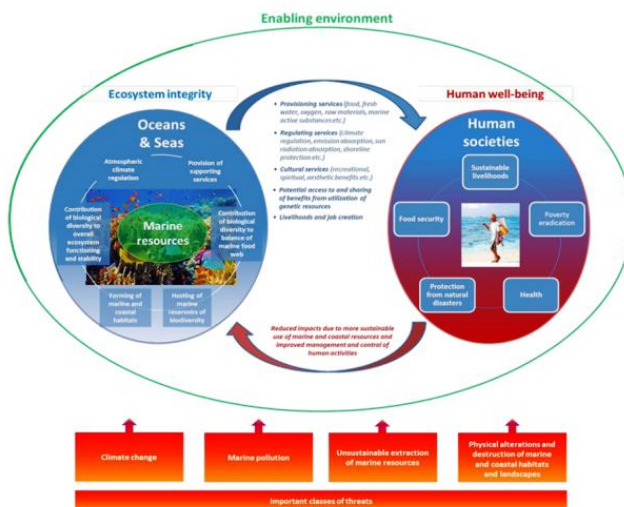 Enabling environment
Ecosystem integrity
Human well-being
Oceans
& Seas
Atmospheric
climate
regulation
Provision of
supporting
services
Contribution
of biological
diversity to
overall
ecosystem
functioning
and stability
Marine
resources
Contribution
of biological
diversity to
balance of
marine food
web
Forming of
marine and
coastal
habitats
Hosting of
marine
reservoirs of
biodiversity
• Provisioning services (food, fresh
water, oxygen, raw materials, marine
active substances etc.)
• Regulating services (climate
regulation, emission absorption, sun
radiation absorption, shoreline
protection etc.)
• Cultural services (recreational,
spiritual, aesthetic benefits etc.)
• Potential access to and sharing
of benefits from utilization of
genetic resources
• Livelihoods and job creation
Human
societies
Sustainable
livelihoods
Food security
Poverty
eradication
Protection
from natural
disasters
Health
Reduced impacts due to more sustainable
use of marine and coastal resources and
improved management and control of
human activities
Climate change
Marine pollution
Unsustainable extraction
of marine resources
Physical alterations and
destruction of marine
and coastal habitats
and landscapes
Important classes of threats